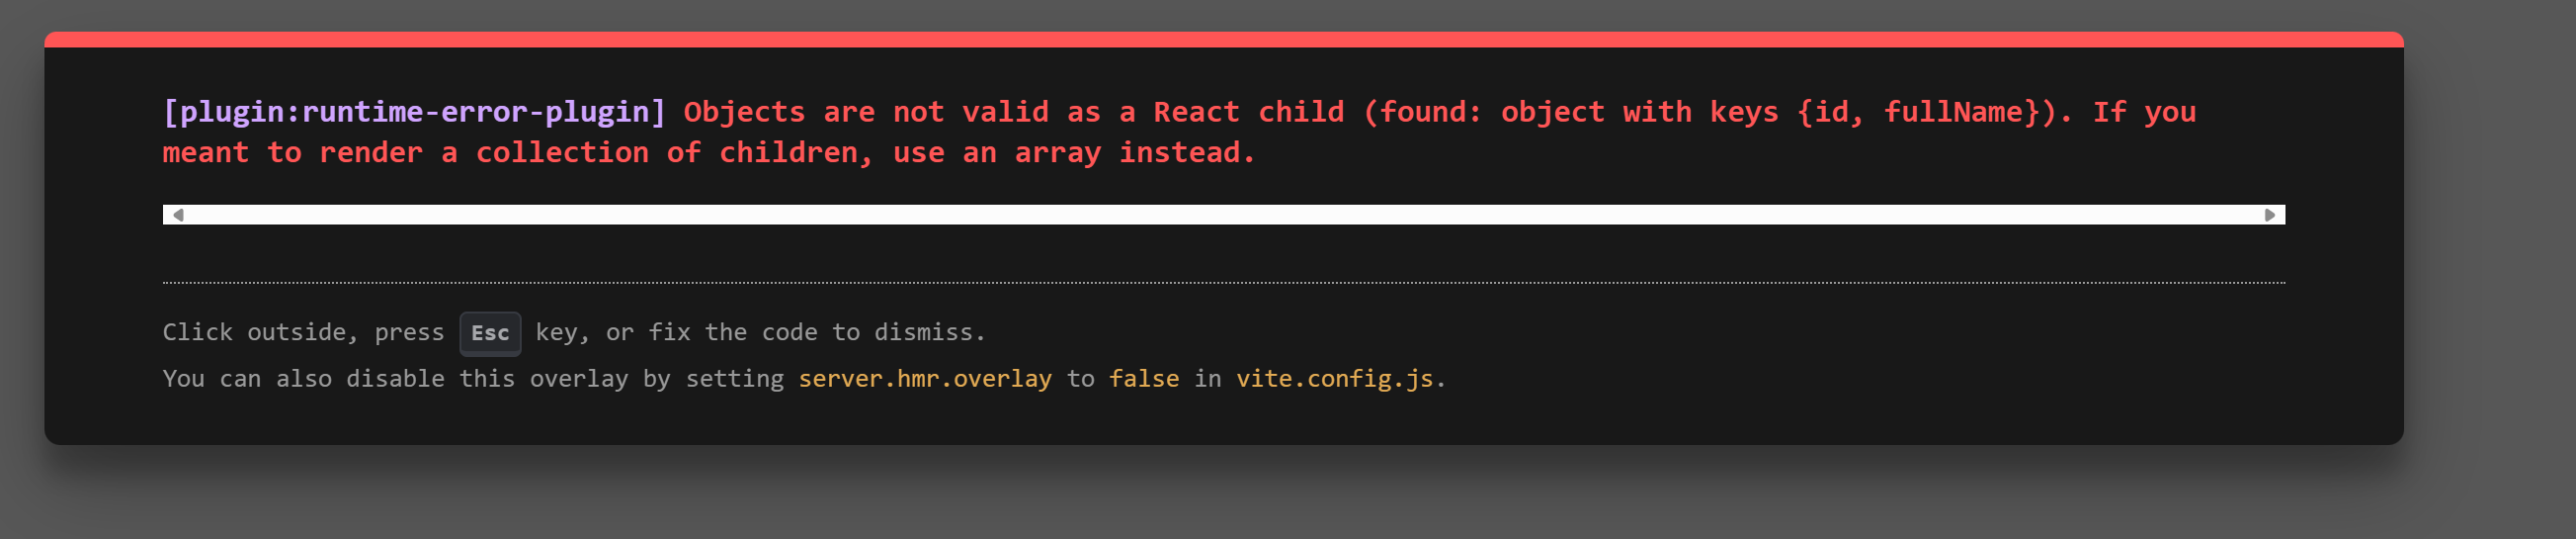 [plugin:runtime-error-plugin] Objects are not valid as a React child (found: object with keys {id, fullName}). If you
meant to render a collection of children, use an array instead.
Click outside, press Esc key, or fix the code to dismiss.
You can also disable this overlay by setting server.hmr.overlay to false in vite.config.js.